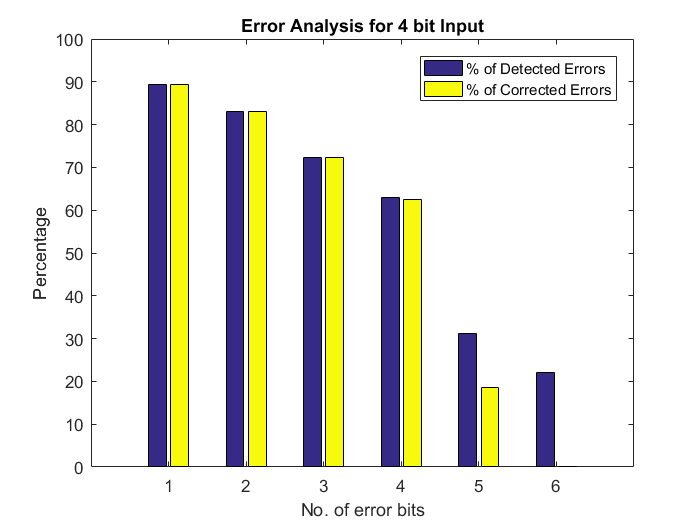 Error Analysis for 4 bit Input
% of Detected Errors
% of Corrected Errors
100
90
80
70
60
50
40
30
20
10
0
Percentage
1 2 3 4 5 6
No. of error bits